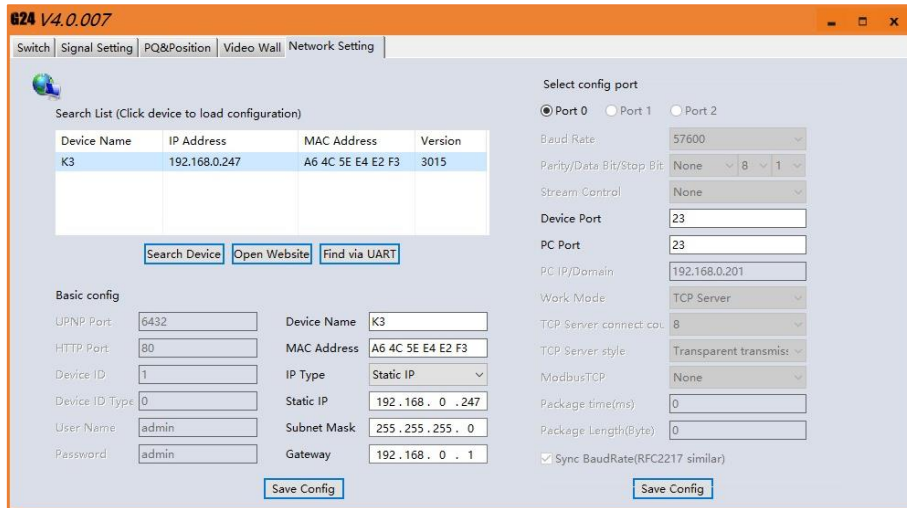 G24 V4.0.007
Switch Signal Setting PQ&Position Video Wall Network Setting
Search List (Click device to load configuration)
Device Name IP Address MAC Address Version
K3 192.168.0.247 A6 4C 5E E4 E2 F3 3015
Search Device Open Website Find via UART
Basic config
UPNP Port 6432
HTTP Port 80
Device ID 1
Device ID Type 0
User Name admin
Password admin
Device Name K3
MAC Address A6 4C 5E E4 E2 F3
IP Type Static IP
Static IP 192.168. 0 .247
Subnet Mask 255.255.255. 0
Gateway 192.168. 0 . 1
Save Config
Select config port
Port 0 Port 1 Port 2
Baud Rate 57600
Parity/Data Bit/Stop Bit None 8 1
Stream Control None
Device Port 23
PC Port 23
PC IP/Domain 192.168.0.201
Work Mode TCP Server
TCP Server connect cou 8
TCP Server style Transparent transmis
ModbusTCP None
Package time(ms) 0
Package Length(Byte) 0
Sync BaudRate(RFC2217 similar)
Save Config